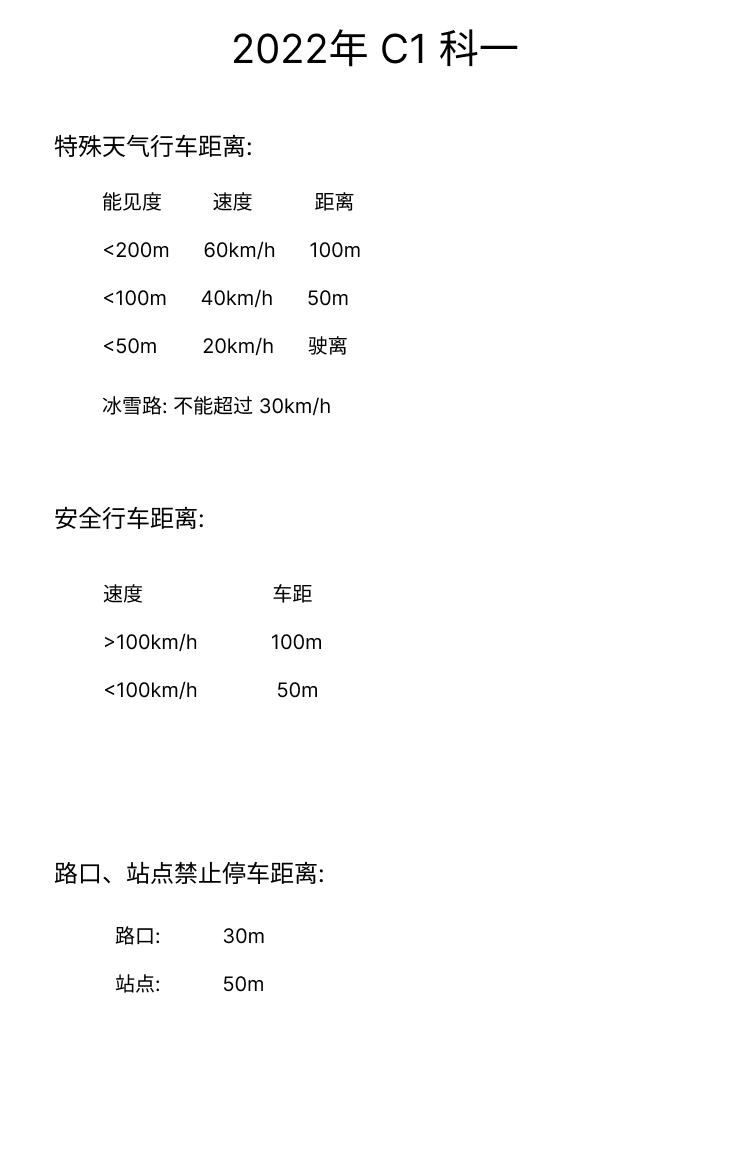 2022年 C1 科一
特殊天气行车距离:
能见度 速度 距离
<200m 60km/h 100m
<100m 40km/h 50m
<50m 20km/h 驶离
冰雪路: 不能超过 30km/h
安全行车距离:
速度 车距
>100km/h 100m
<100km/h 50m
路口、站点禁止停车距离:
路口: 30m
站点: 50m